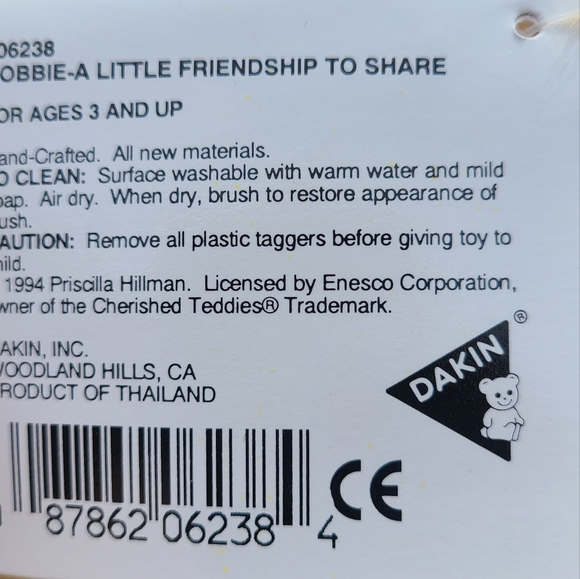 06238
OBBIE-A LITTLE FRIENDSHIP TO SHARE
OR AGES 3 AND UP
and-Crafted. All new materials.
O CLEAN: Surface washable with warm water and mild
oap. Air dry. When dry, brush to restore appearance of
ush.
AUTION: Remove all plastic taggers before giving toy to
hild.
1994 Priscilla Hillman. Licensed by Enesco Corporation,
wner of the Cherished Teddies® Trademark.
AKIN, INC.
WOODLAND HILLS, CA
RODUCT OF THAILAND
DAKIN ®
CE
87862 06238 4